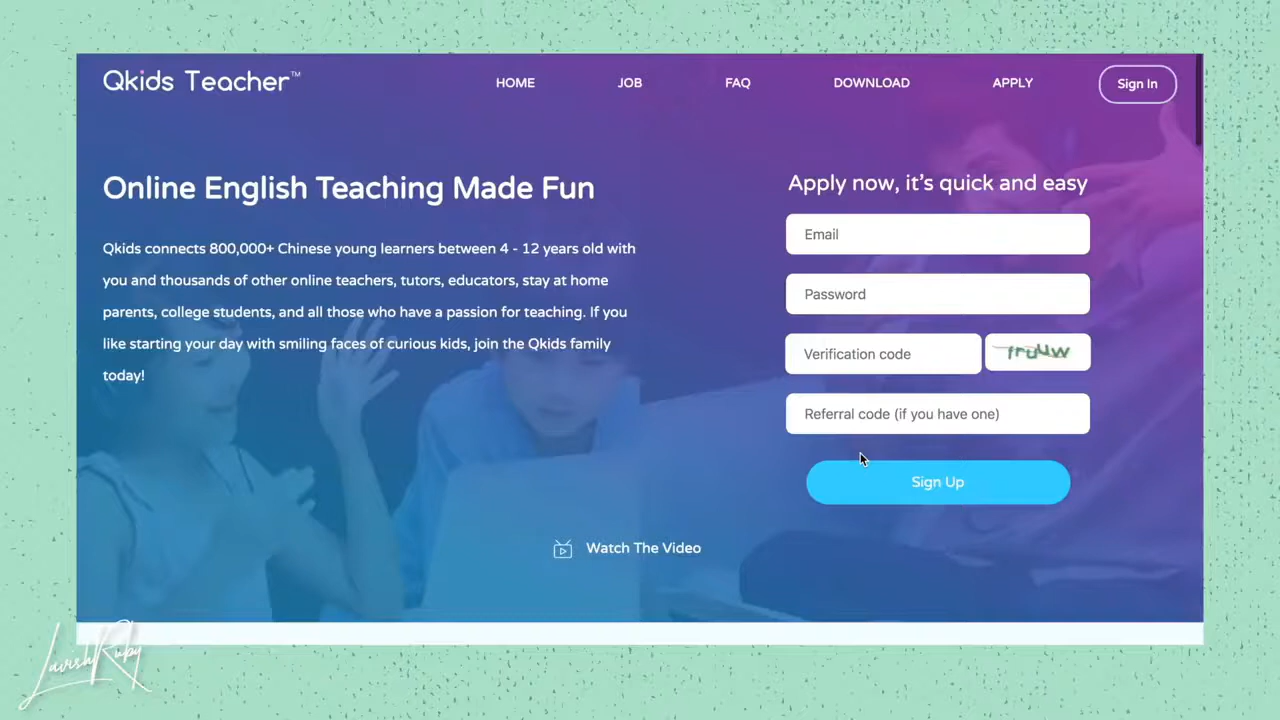 Qkids Teacher™
HOME
JOB
FAQ
DOWNLOAD
APPLY
Sign In
Online English Teaching Made Fun
Qkids connects 800,000+ Chinese young learners between 4 - 12 years old with
you and thousands of other online teachers, tutors, educators, stay at home
parents, college students, and all those who have a passion for teaching. If you
like starting your day with smiling faces of curious kids, join the Qkids family
today!
Apply now, it's quick and easy
Email
Password
Verification code
Referral code (if you have one)
Sign Up
Watch The Video
LavishRuby